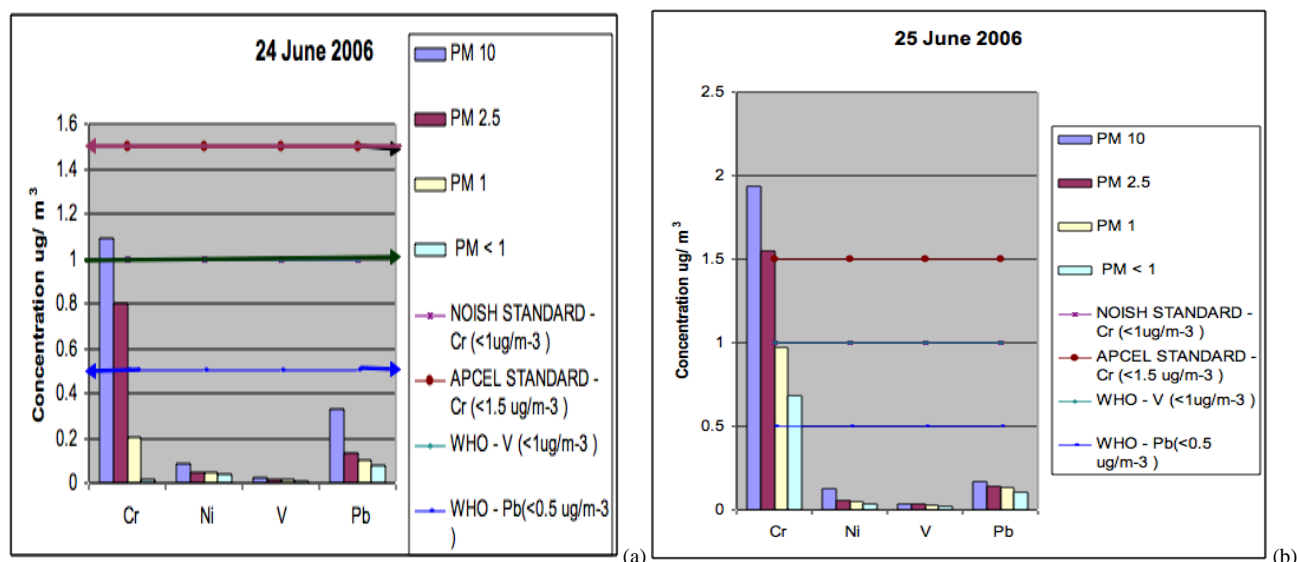 24 June 2006
Concentration ug/ m 3
1.6
1.4
1.2
1
0.8
0.6
0.4
0.2
0
Cr Ni V Pb
PM 10
PM 2.5
PM 1
PM < 1
NOISH STANDARD -
Cr (<1ug/m-3 )
APCEL STANDARD -
Cr (<1.5 ug/m-3 )
WHO - V (<1ug/m-3 )
WHO - Pb(<0.5 ug/m-3
)
(a)
25 June 2006
Concentration ug/ m 3
2.5
2
1.5
1
0.5
0
Cr Ni V Pb
PM 10
PM 2.5
PM 1
PM < 1
NOISH STANDARD -
Cr (<1ug/m-3 )
APCEL STANDARD -
Cr (<1.5 ug/m-3 )
WHO - V (<1ug/m-3 )
WHO - Pb(<0.5
ug/m-3 )
(b)